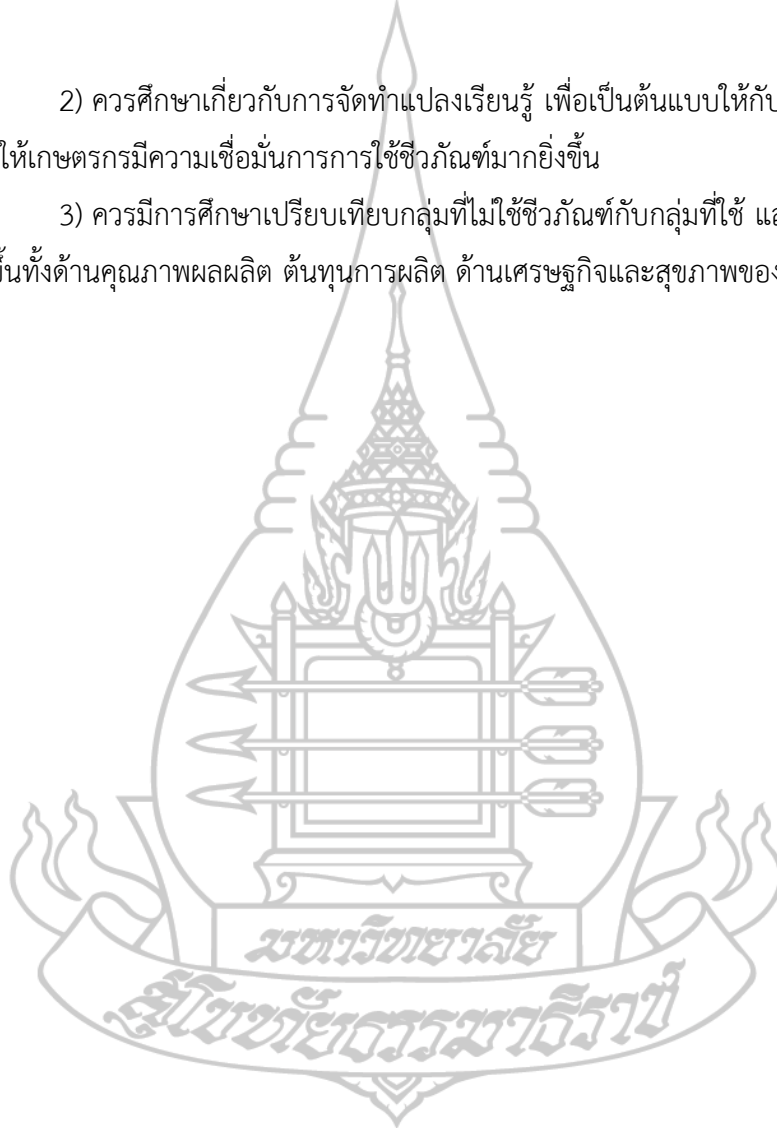 2) ควรศึกษาเกี่ยวกับการจัดทำแปลงเรียนรู้ เพื่อเป็นต้นแบบให้กับ
ให้เกษตรกรมีความเชื่อมั่นการการใช้ชีวภัณฑ์มากยิ่งขึ้น
3) ควรมีการศึกษาเปรียบเทียบกลุ่มที่ไม่ใช้ชีวภัณฑ์กับกลุ่มที่ใช้
ทั้งด้านคุณภาพผลผลิต ต้นทุนการผลิต ด้านเศรษฐกิจและสุขภาพของ
มหาวิทยาลัย
สุโขทัยธรรมาธิราช